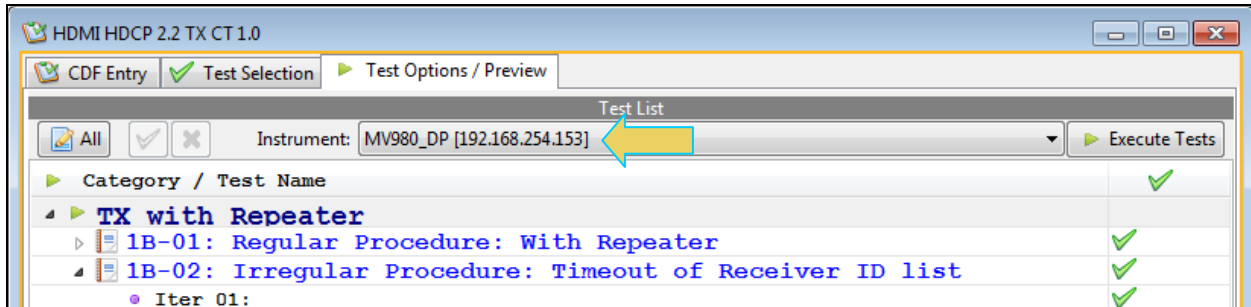 HDMI HDCP 2.2 TX CT 1.0
CDF Entry Test Selection Test Options / Preview
Test List
All Instrument: MV980_DP [192.168.254.153] Execute Tests
Category / Test Name
TX with Repeater
1B-01: Regular Procedure: With Repeater
1B-02: Irregular Procedure: Timeout of Receiver ID list
Iter 01: